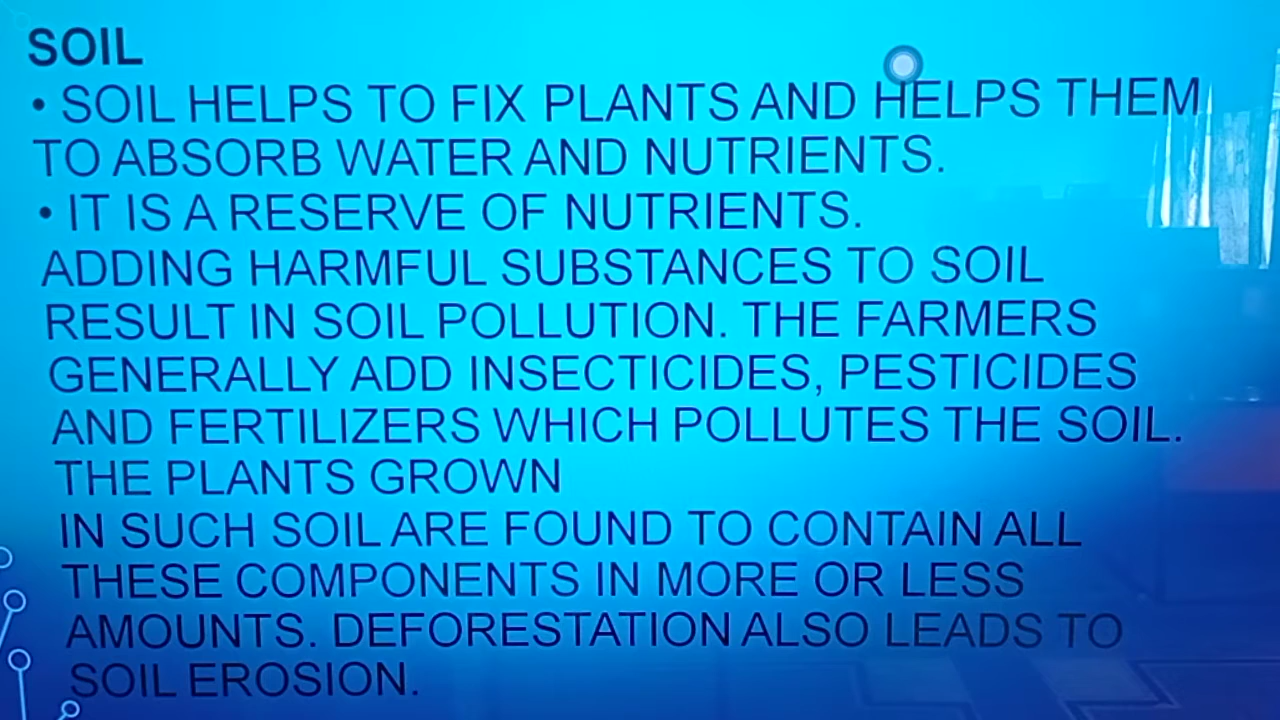 SOIL
• SOIL HELPS TO FIX PLANTS AND HELPS THEM
TO ABSORB WATER AND NUTRIENTS.
• IT IS A RESERVE OF NUTRIENTS.
ADDING HARMFUL SUBSTANCES TO SOIL
RESULT IN SOIL POLLUTION. THE FARMERS
GENERALLY ADD INSECTICIDES, PESTICIDES
AND FERTILIZERS WHICH POLLUTES THE SOIL.
THE PLANTS GROWN
IN SUCH SOIL ARE FOUND TO CONTAIN ALL
THESE COMPONENTS IN MORE OR LESS
AMOUNTS. DEFORESTATION ALSO LEADS TO
SOIL EROSION.